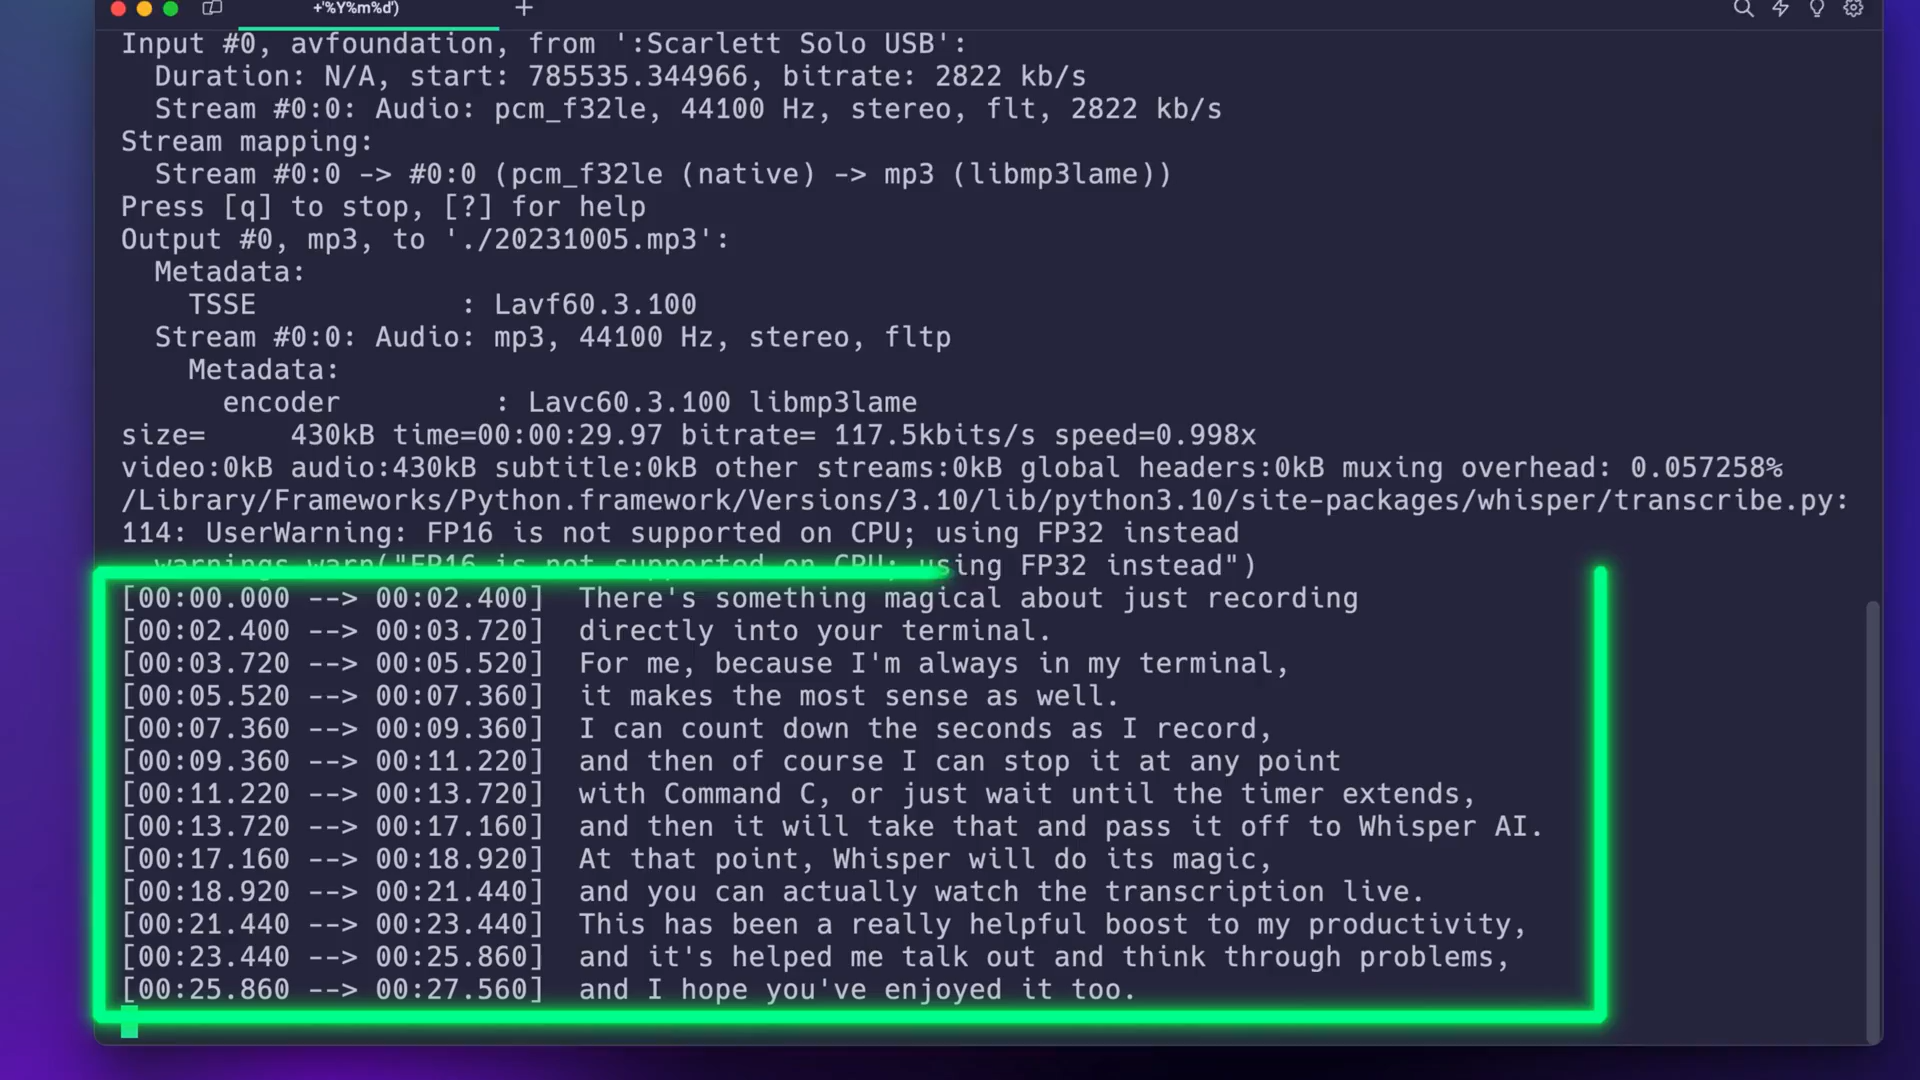 +'%Y%m%d')
Input #0, avfoundation, from ':Scarlett Solo USB':
  Duration: N/A, start: 785535.344966, bitrate: 2822 kb/s
  Stream #0:0: Audio: pcm_f32le, 44100 Hz, stereo, flt, 2822 kb/s
Stream mapping:
  Stream #0:0 -> #0:0 (pcm_f32le (native) -> mp3 (libmp3lame))
Press [q] to stop, [?] for help
Output #0, mp3, to './20231005.mp3':
  Metadata:
    TSSE            : Lavf60.3.100
  Stream #0:0: Audio: mp3, 44100 Hz, stereo, fltp
    Metadata:
      encoder         : Lavc60.3.100 libmp3lame
size=     430kB time=00:00:29.97 bitrate= 117.5kbits/s speed=0.998x
video:0kB audio:430kB subtitle:0kB other streams:0kB global headers:0kB muxing overhead: 0.057258%
/Library/Frameworks/Python.framework/Versions/3.10/lib/python3.10/site-packages/whisper/transcribe.py:
114: UserWarning: FP16 is not supported on CPU; using FP32 instead
  warnings.warn("FP16 is not supported on CPU; using FP32 instead")
[00:00.000 --> 00:02.400]  There's something magical about just recording
[00:02.400 --> 00:03.720]  directly into your terminal.
[00:03.720 --> 00:05.520]  For me, because I'm always in my terminal,
[00:05.520 --> 00:07.360]  it makes the most sense as well.
[00:07.360 --> 00:09.360]  I can count down the seconds as I record,
[00:09.360 --> 00:11.220]  and then of course I can stop it at any point
[00:11.220 --> 00:13.720]  with Command C, or just wait until the timer extends,
[00:13.720 --> 00:17.160]  and then it will take that and pass it off to Whisper AI.
[00:17.160 --> 00:18.920]  At that point, Whisper will do its magic,
[00:18.920 --> 00:21.440]  and you can actually watch the transcription live.
[00:21.440 --> 00:23.440]  This has been a really helpful boost to my productivity,
[00:23.440 --> 00:25.860]  and it's helped me talk out and think through problems,
[00:25.860 --> 00:27.560]  and I hope you've enjoyed it too.